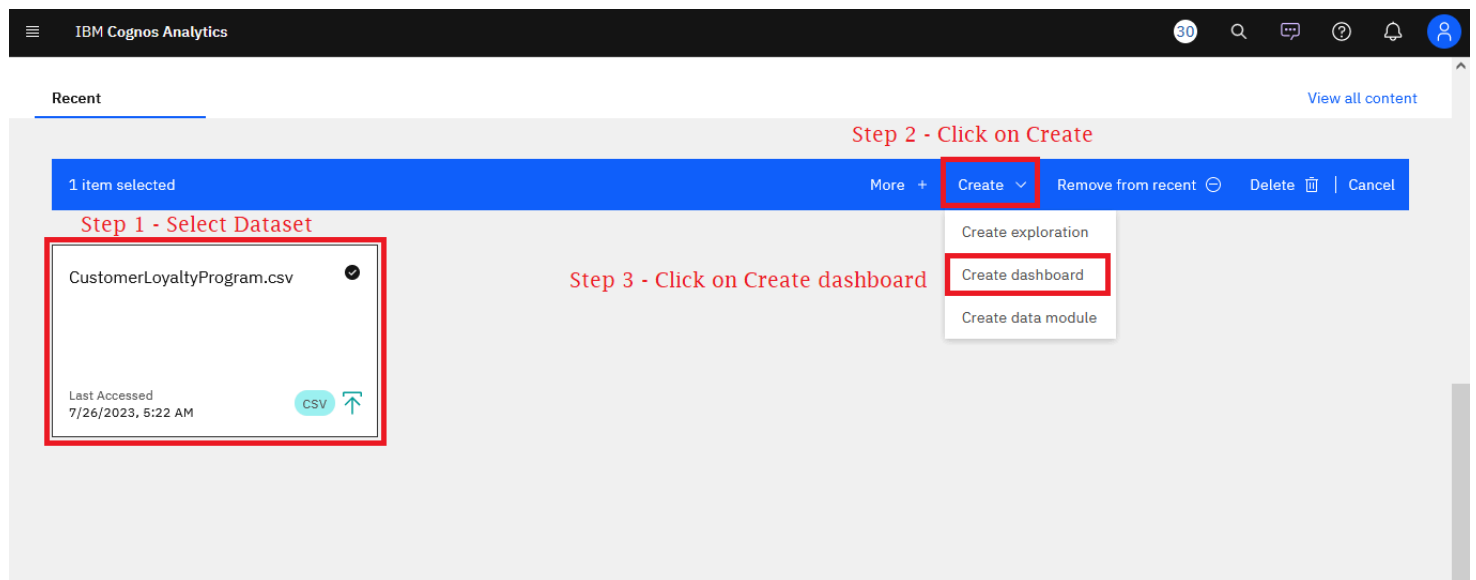 IBM Cognos Analytics
30
Recent
View all content
Step 2 - Click on Create
1 item selected
More +
Create
Remove from recent
Delete
Cancel
Step 1 - Select Dataset
Create exploration
CustomerLoyaltyProgram.csv
Step 3 - Click on Create dashboard
Create dashboard
Create data module
Last Accessed
7/26/2023, 5:22 AM
CSV